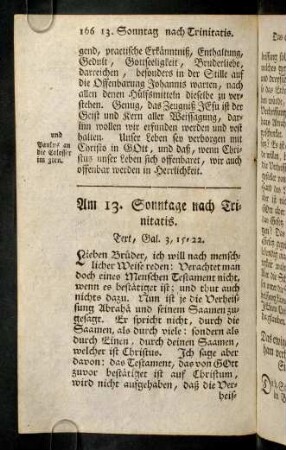 166 13. Sonntag nach Trinitatis.
gend, practische Erkänntniß, Enthaltung,
Gedult, Gottseeligkeit, Bruderliebe,
darreichen, besonders in der Stille auf
die Offenbarung Johannis warten, nach
allen denen Hülfsmitteln dieselbe zu ver-
stehen. Genug, das Zeugniß JEsu ist der
Geist und Kern aller Weissagung, dar-
inn wollen wir erfunden werden und vest
halten. Unser Leben sey verborgen mit
Christo in GOtt, und daß, wenn Chri-
stus unser Leben sich offenbaret, wir auch
offenbar werden in Herrlichkeit.
und
Paulus an
die Colosser
im 3ten.
Am 13. Sonntage nach Tri-
nitatis.
Text, Gal. 3, 15-22.
Lieben Brüder, ich will nach mensch-
licher Weise reden: Verachtet man
doch eines Menschen Testament nicht,
wenn es bestätiget ist; und thut auch
nichts dazu. Nun ist je die Verheis-
sung Abrahä und seinem Saamen zu-
gesagt. Er spricht nicht, durch die
Saamen, als durch viele: sondern als
durch Einen, durch deinen Saamen,
welcher ist Christus. Ich sage aber
davon: das Testament, das von GOtt
zuvor bestätiget ist auf Christum,
wird nicht aufgehaben, daß die Ver-
heis-